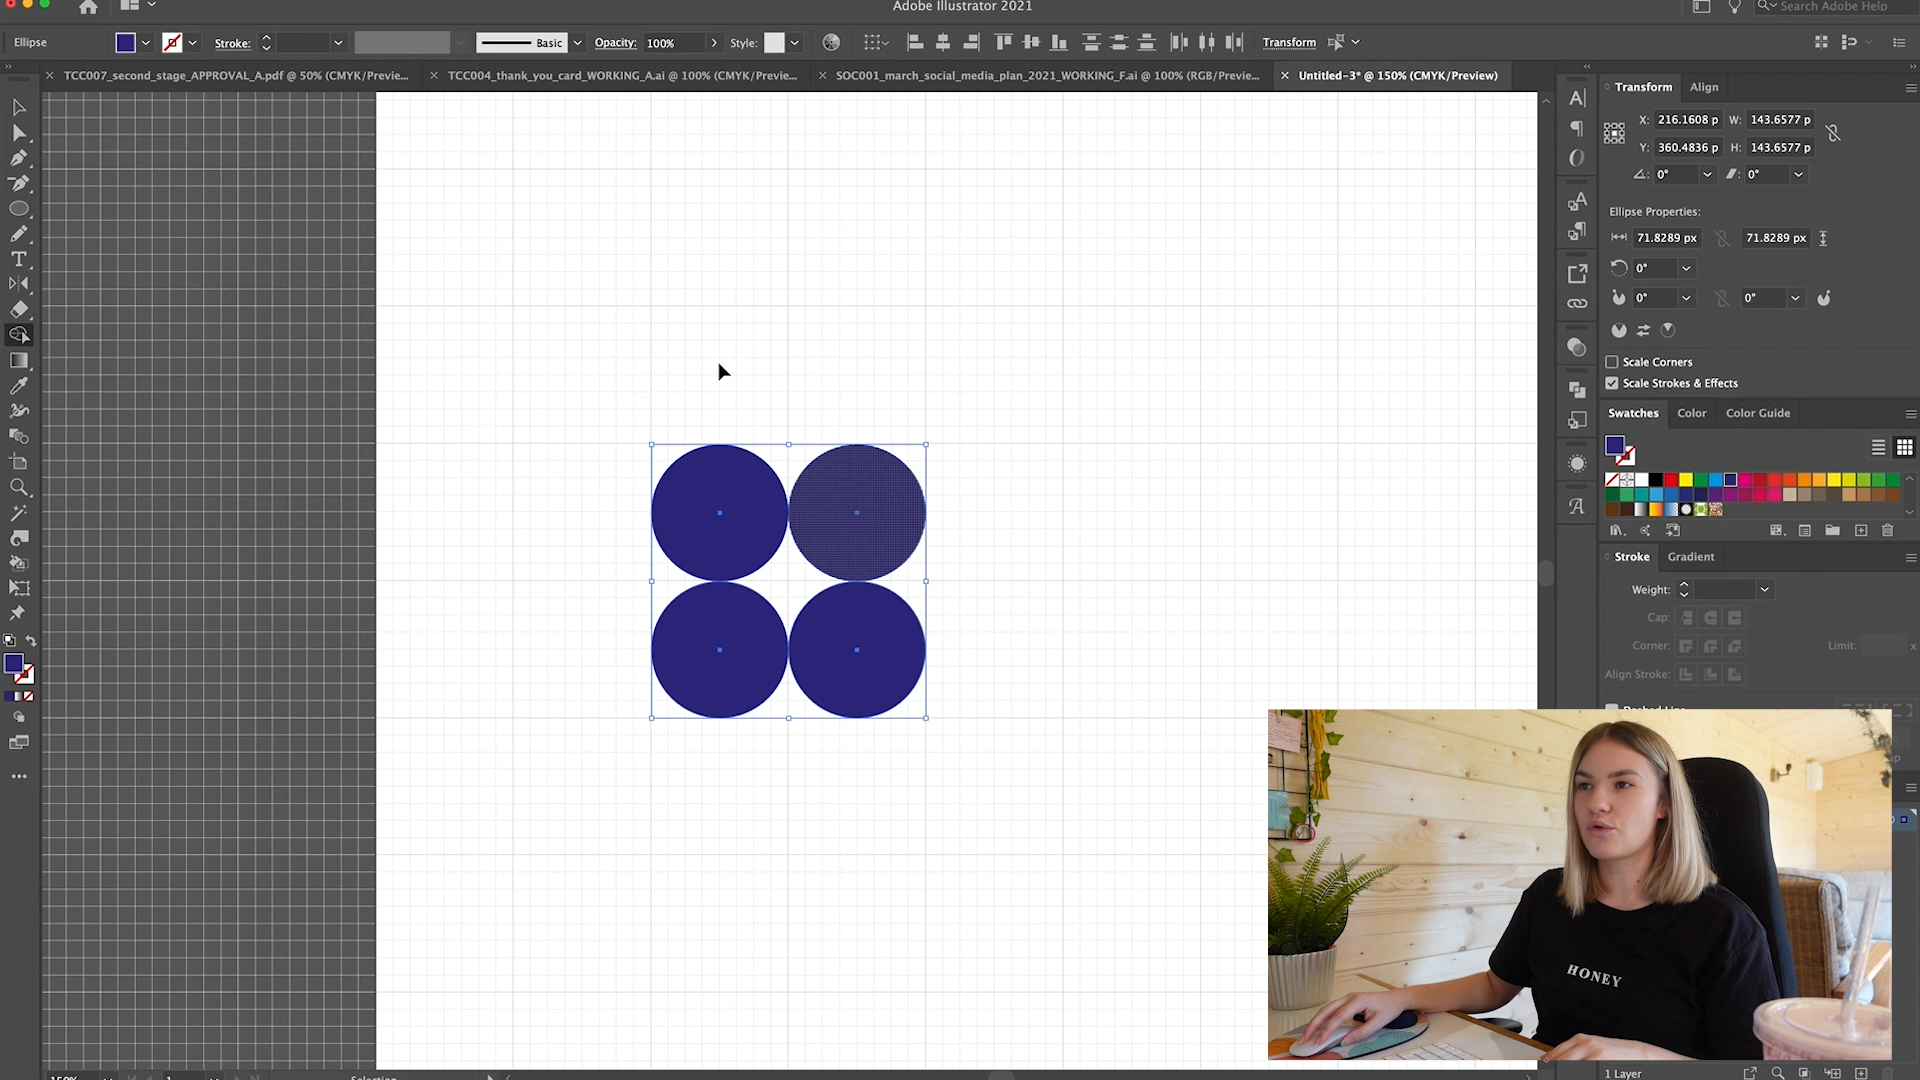 Adobe Illustrator 2021
Search Adobe Help
Ellipse
Stroke:
Basic
Opacity: 100%
Style:
Transform
TCC007_second_stage_APPROVAL_A.pdf @ 50% (CMYK/Previe...
TCC004_thank_you_card_WORKING_A.ai @ 100% (CMYK/Previe...
SOC001_march_social_media_plan_2021_WORKING_F.ai @ 100% (RGB/Previe...
Untitled-3* @ 150% (CMYK/Preview)
Transform Align
X: 216.1608 p W: 143.6577 p
Y: 360.4836 p H: 143.6577 p
0° 0°
Ellipse Properties:
71.8289 px 71.8289 px
0°
0° 0°
Scale Corners
Scale Strokes & Effects
Swatches Color Color Guide
Stroke Gradient
Weight:
Cap:
Corner: Limit: x
Align Stroke:
HONEY
150%
1
Selection
1 Layer